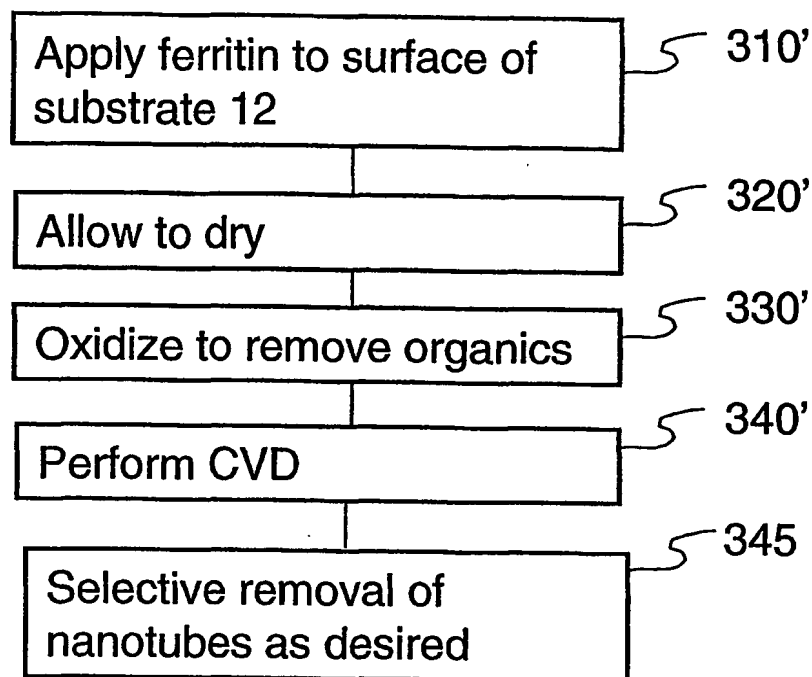 Apply ferritin to surface of
substrate 12
310’
Allow to dry
320’
Oxidize to remove organics
330’
Perform CVD
340’
Selective removal of
nanotubes as desired
345